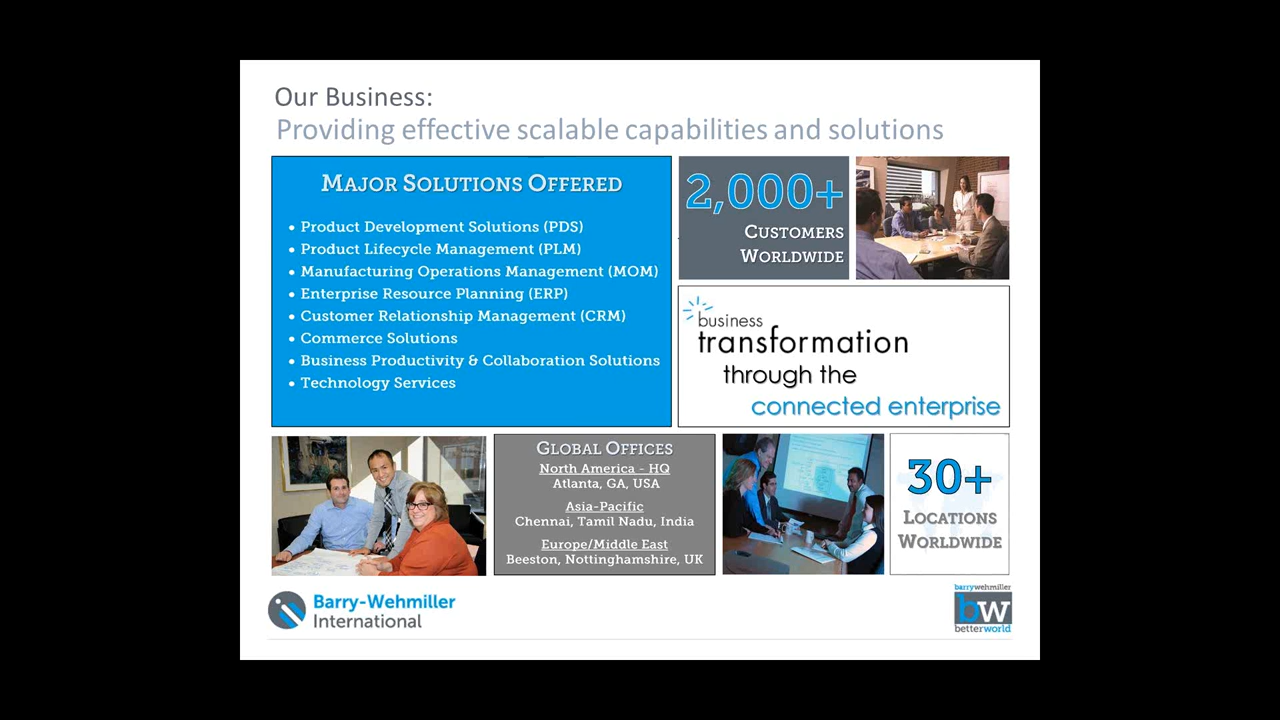 Our Business:
Providing effective scalable capabilities and solutions
MAJOR SOLUTIONS OFFERED
• Product Development Solutions (PDS)
• Product Lifecycle Management (PLM)
• Manufacturing Operations Management (MOM)
• Enterprise Resource Planning (ERP)
• Customer Relationship Management (CRM)
• Commerce Solutions
• Business Productivity & Collaboration Solutions
• Technology Services
2,000+
CUSTOMERS
WORLDWIDE
business
transformation
through the
connected enterprise
GLOBAL OFFICES
North America - HQ
Atlanta, GA, USA
Asia-Pacific
Chennai, Tamil Nadu, India
Europe/Middle East
Beeston, Nottinghamshire, UK
30+
LOCATIONS
WORLDWIDE
Barry-Wehmiller
International
barrywehmiller
bw
betterworld